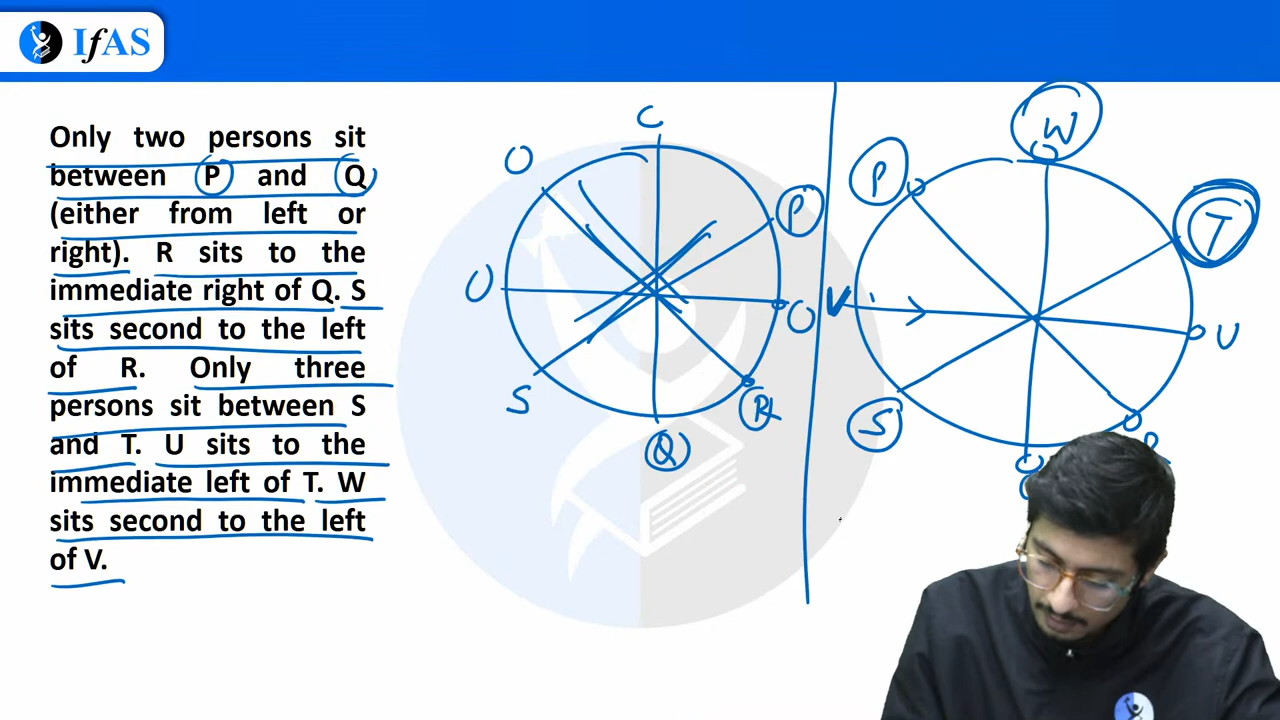 IfAS
Only two persons sit
between P and Q
(either from left or
right). R sits to the
immediate right of Q. S
sits second to the left
of R. Only three
persons sit between S
and T. U sits to the
immediate left of T. W
sits second to the left
of V.
C
P
R
Q
S
W
P
T
U
V
S